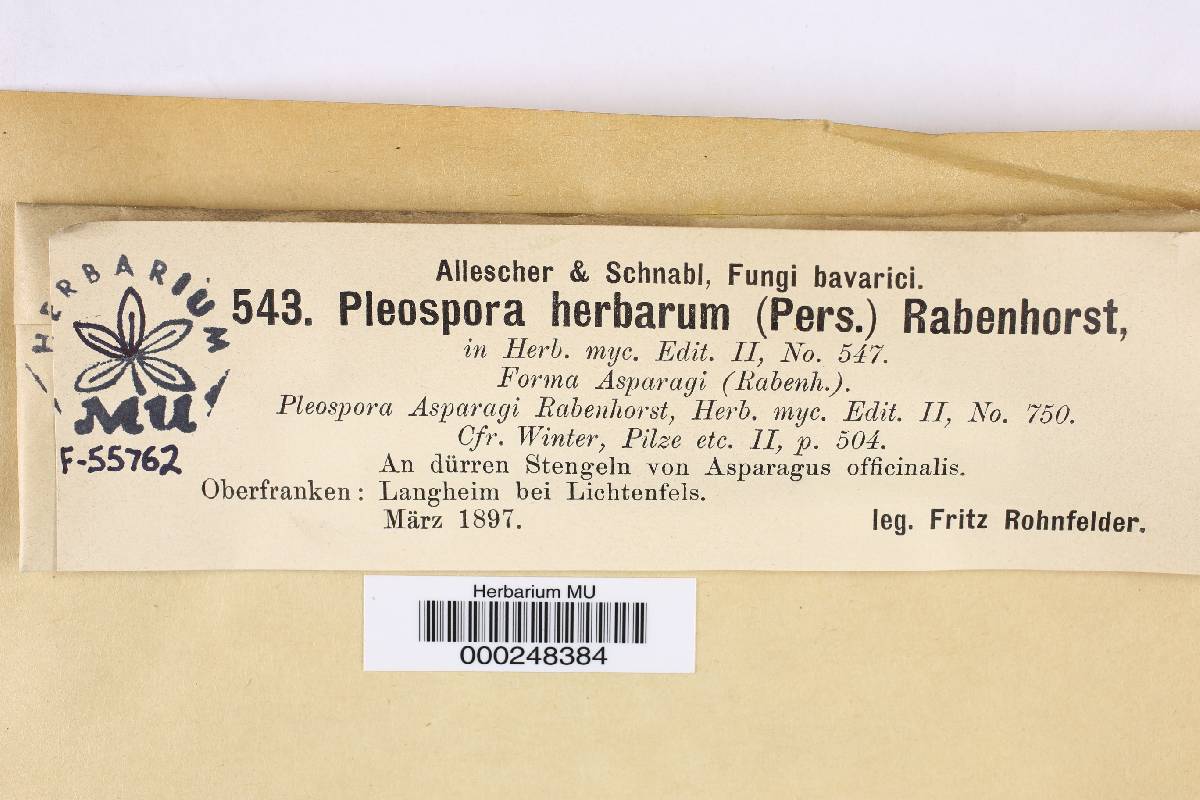 Allescher & Schnabl, Fungi bavarici.
543. Pleospora herbarum (Pers.) Rabenhorst,
in Herb. myc. Edit. II, No. 547.
Forma Asparagi (Rabenh.).
Pleospora Asparagi Rabenhorst, Herb. myc. Edit. II, No. 750.
Cfr. Winter, Pilze etc. II, p. 504.
An dürren Stengeln von Asparagus officinalis.
Oberfranken: Langheim bei Lichtenfels.
März 1897.
leg. Fritz Rohnfelder.
HERBARIUM
MU
F-55762
Herbarium MU
000248384